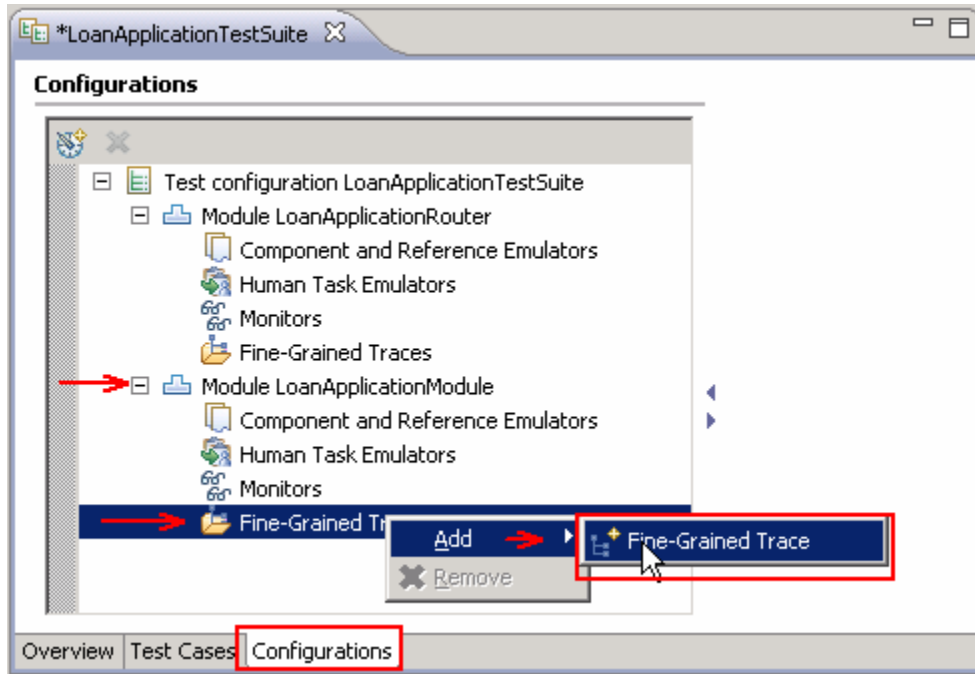 *LoanApplicationTestSuite
Configurations
Test configuration LoanApplicationTestSuite
Module LoanApplicationRouter
Component and Reference Emulators
Human Task Emulators
Monitors
Fine-Grained Traces
Module LoanApplicationModule
Component and Reference Emulators
Human Task Emulators
Monitors
Fine-Grained Tr
Add
Fine-Grained Trace
Remove
Overview Test Cases Configurations